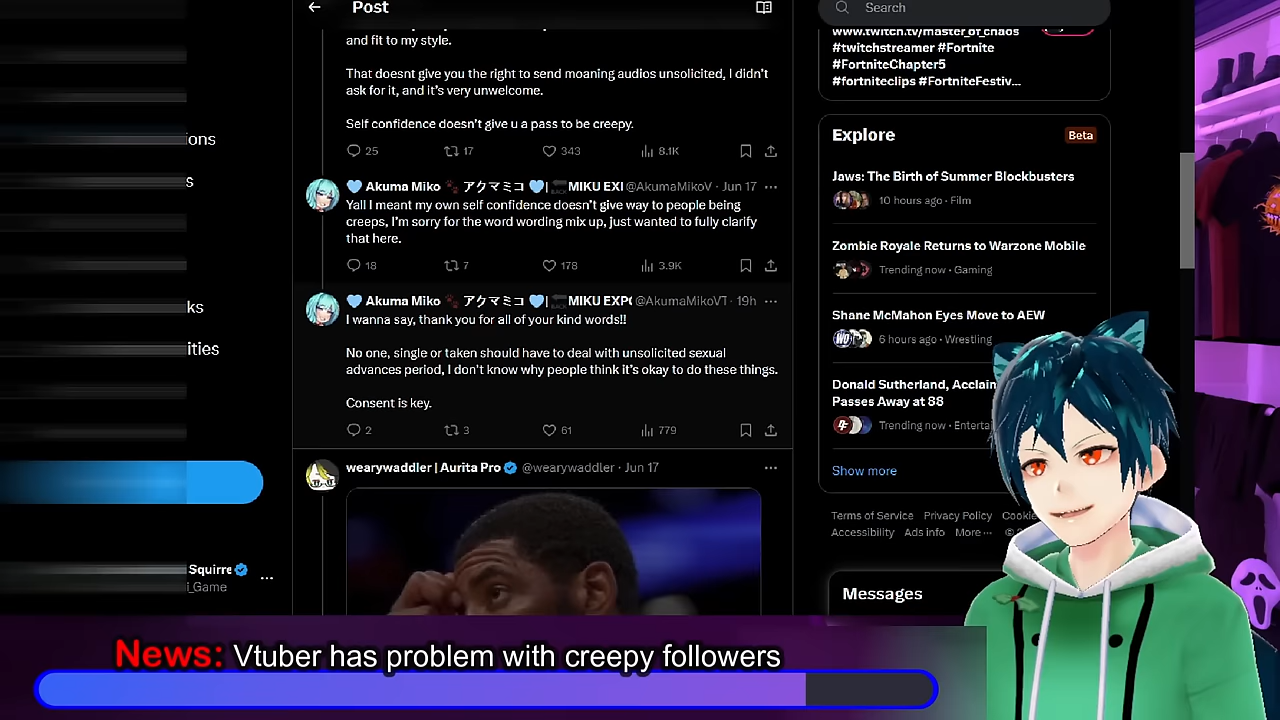 Post
Search
and fit to my style.
That doesnt give you the right to send moaning audios unsolicited, I didn't
ask for it, and it's very unwelcome.
Self confidence doesn't give u a pass to be creepy.
25 17 343 8.1K
Akuma Miko アクマミコ | MIKU EXI @AkumaMikoV · Jun 17
Yall I meant my own self confidence doesn't give way to people being
creeps, I'm sorry for the word wording mix up, just wanted to fully clarify
that here.
18 7 178 3.9K
Akuma Miko アクマミコ | MIKU EXPO @AkumaMikoVT · 19h
I wanna say, thank you for all of your kind words!!
No one, single or taken should have to deal with unsolicited sexual
advances period, I don't know why people think it's okay to do these things.
Consent is key.
2 3 61 779
wearywaddler | Aurita Pro @wearywaddler · Jun 17
ions
s
ks
ities
Squirre
i_Game
www.twitch.tv/master_of_chaos
#twitchstreamer #Fortnite
#FortniteChapter5
#fortniteclips #FortniteFestiv...
Explore
Beta
Jaws: The Birth of Summer Blockbusters
10 hours ago · Film
Zombie Royale Returns to Warzone Mobile
Trending now · Gaming
Shane McMahon Eyes Move to AEW
6 hours ago · Wrestling
Donald Sutherland, Acclain
Passes Away at 88
Trending now · Enterta
Show more
Terms of Service Privacy Policy Cookie
Accessibility Ads info More ··· ©
Messages
News: Vtuber has problem with creepy followers